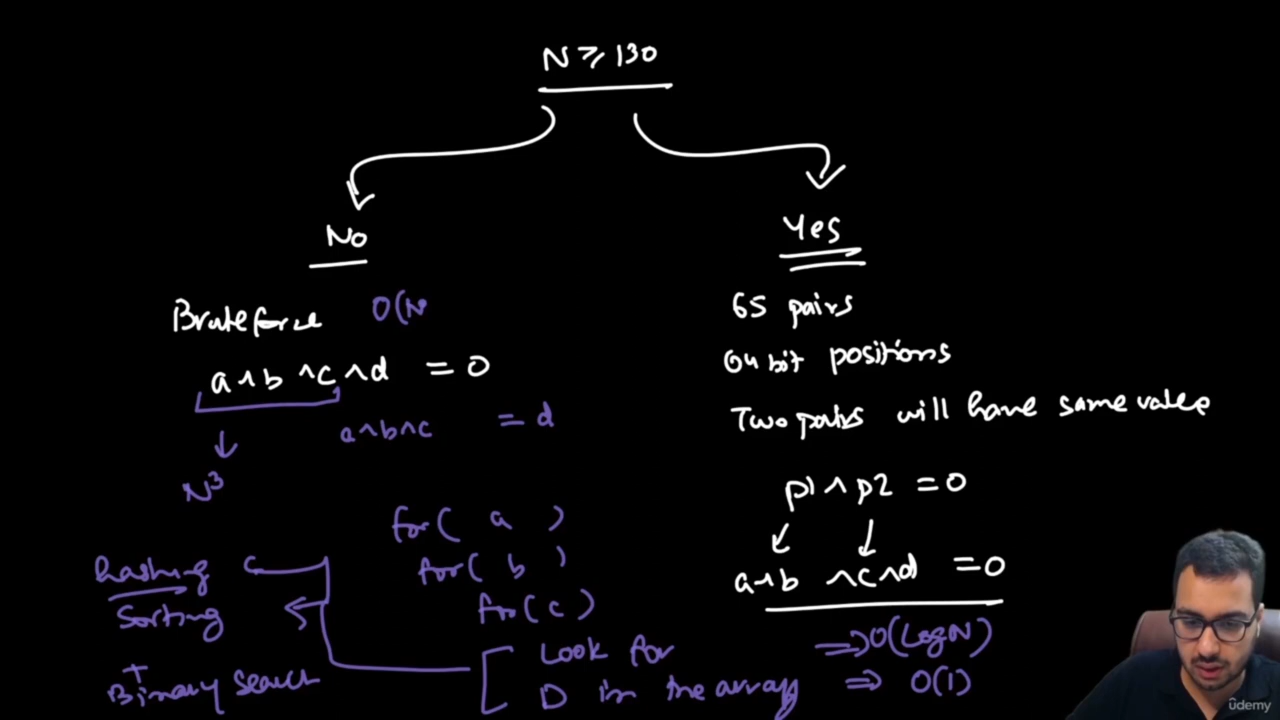 N ≥ 130
No
Yes
Bruteforce O(N
a ^ b ^ c ^ d = 0
a ^ b ^ c = d
N³
for( a )
for( b )
for( c )
Look for
D in the array
hashing
Sorting
+
Binary search
65 pairs
64 bit positions
Two pairs will have same value
p1 ^ p2 = 0
a ^ b ^ c ^ d = 0
⇒ O(LogN)
⇒ O(1)
ûdemy